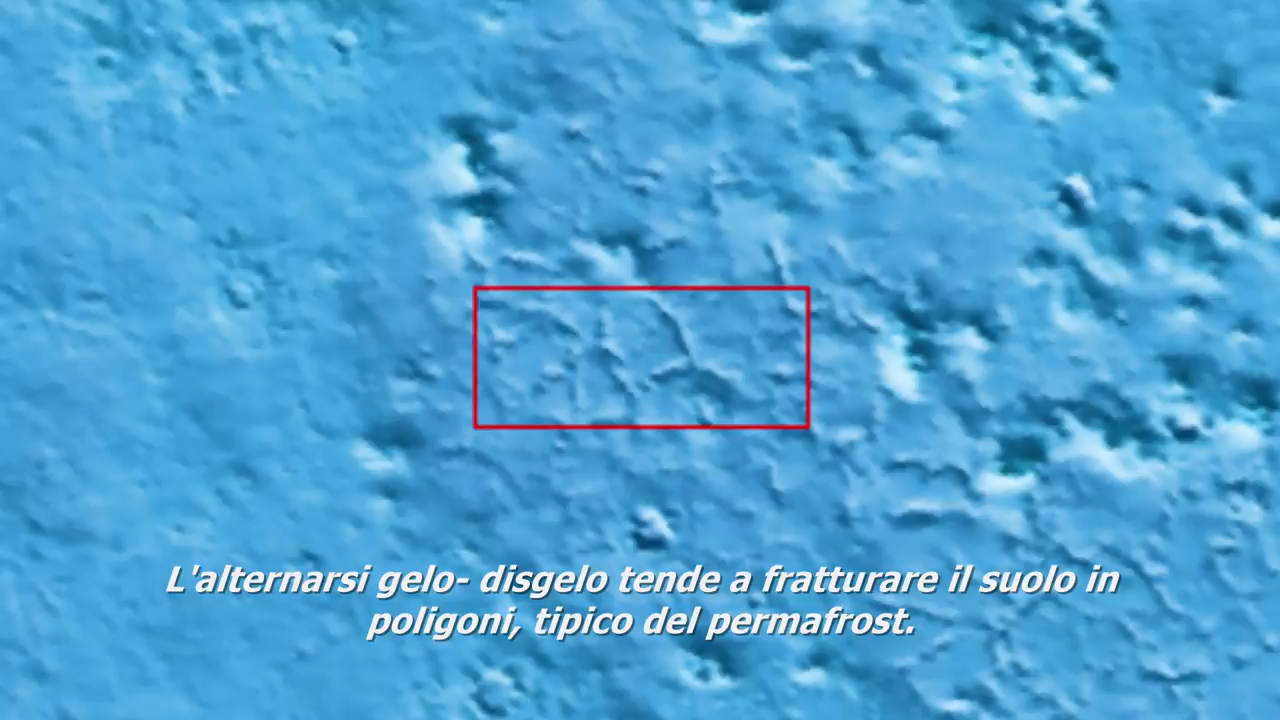 L'alternarsi gelo- disgelo tende a fratturare il suolo in
poligoni, tipico del permafrost.